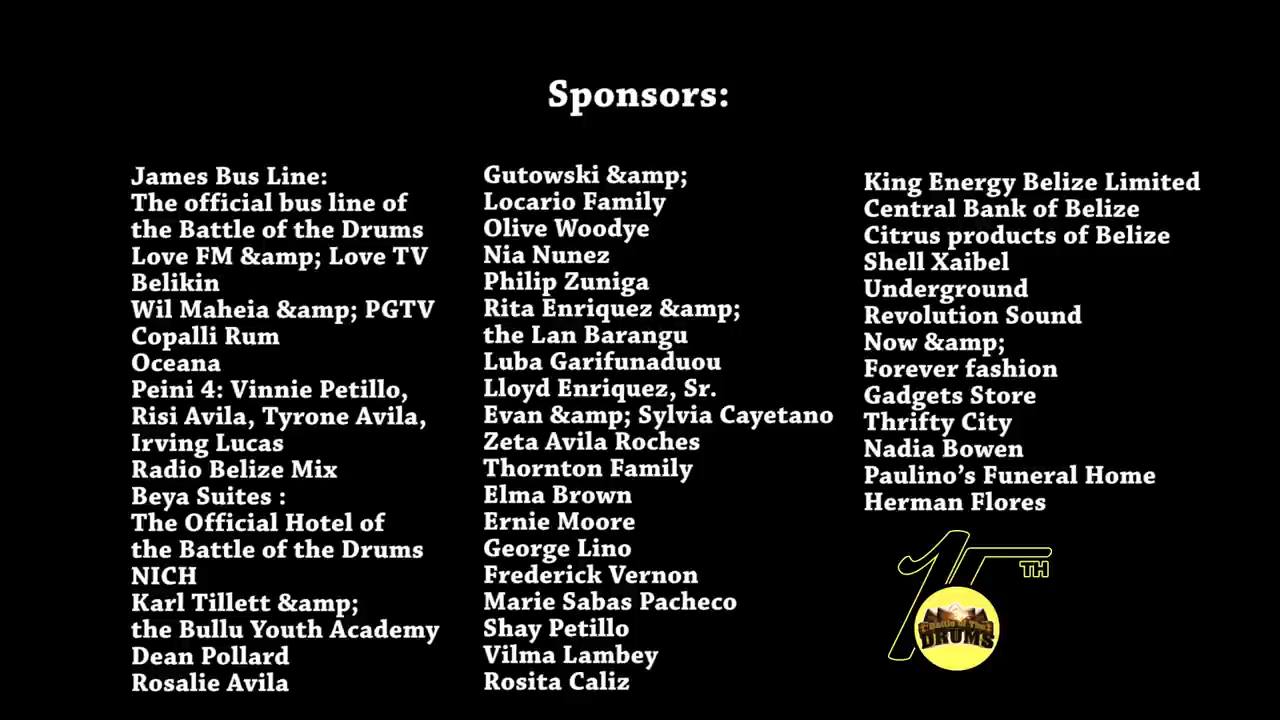 Sponsors:
James Bus Line:
The official bus line of
the Battle of the Drums
Love FM &amp; Love TV
Belikin
Wil Maheia &amp; PGTV
Copalli Rum
Oceana
Peini 4: Vinnie Petillo,
Risi Avila, Tyrone Avila,
Irving Lucas
Radio Belize Mix
Beya Suites :
The Official Hotel of
the Battle of the Drums
NICH
Karl Tillett &amp;
the Bullu Youth Academy
Dean Pollard
Rosalie Avila
Gutowski &amp;
Locario Family
Olive Woodye
Nia Nunez
Philip Zuniga
Rita Enriquez &amp;
the Lan Barangu
Luba Garifunaduou
Lloyd Enriquez, Sr.
Evan &amp; Sylvia Cayetano
Zeta Avila Roches
Thornton Family
Elma Brown
Ernie Moore
George Lino
Frederick Vernon
Marie Sabas Pacheco
Shay Petillo
Vilma Lambey
Rosita Caliz
King Energy Belize Limited
Central Bank of Belize
Citrus products of Belize
Shell Xaibel
Underground
Revolution Sound
Now &amp;
Forever fashion
Gadgets Store
Thrifty City
Nadia Bowen
Paulino’s Funeral Home
Herman Flores
15TH
Battle of The
DRUMS